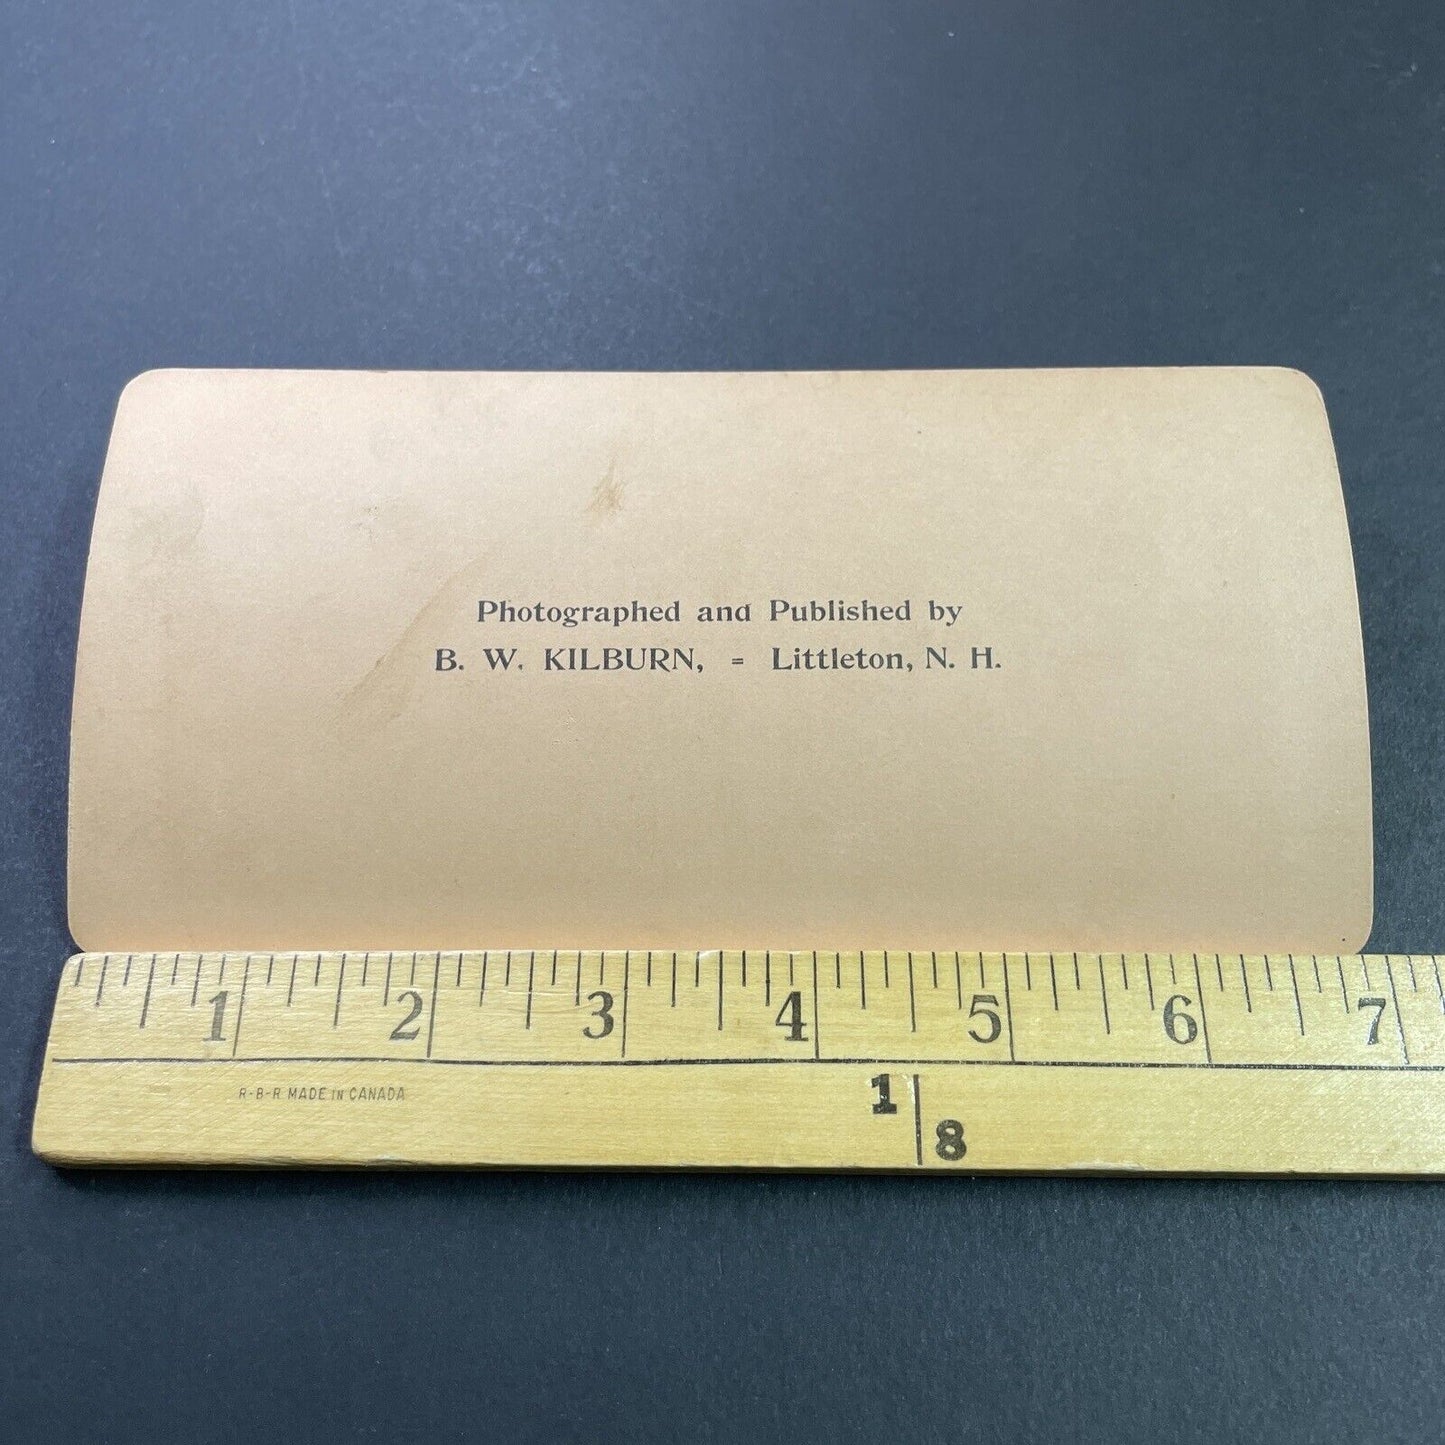 Photographed and Published by
B. W. KILBURN, = Littleton, N. H.
1 2 3 4 5 6 7
R-B-R MADE IN CANADA
1
8